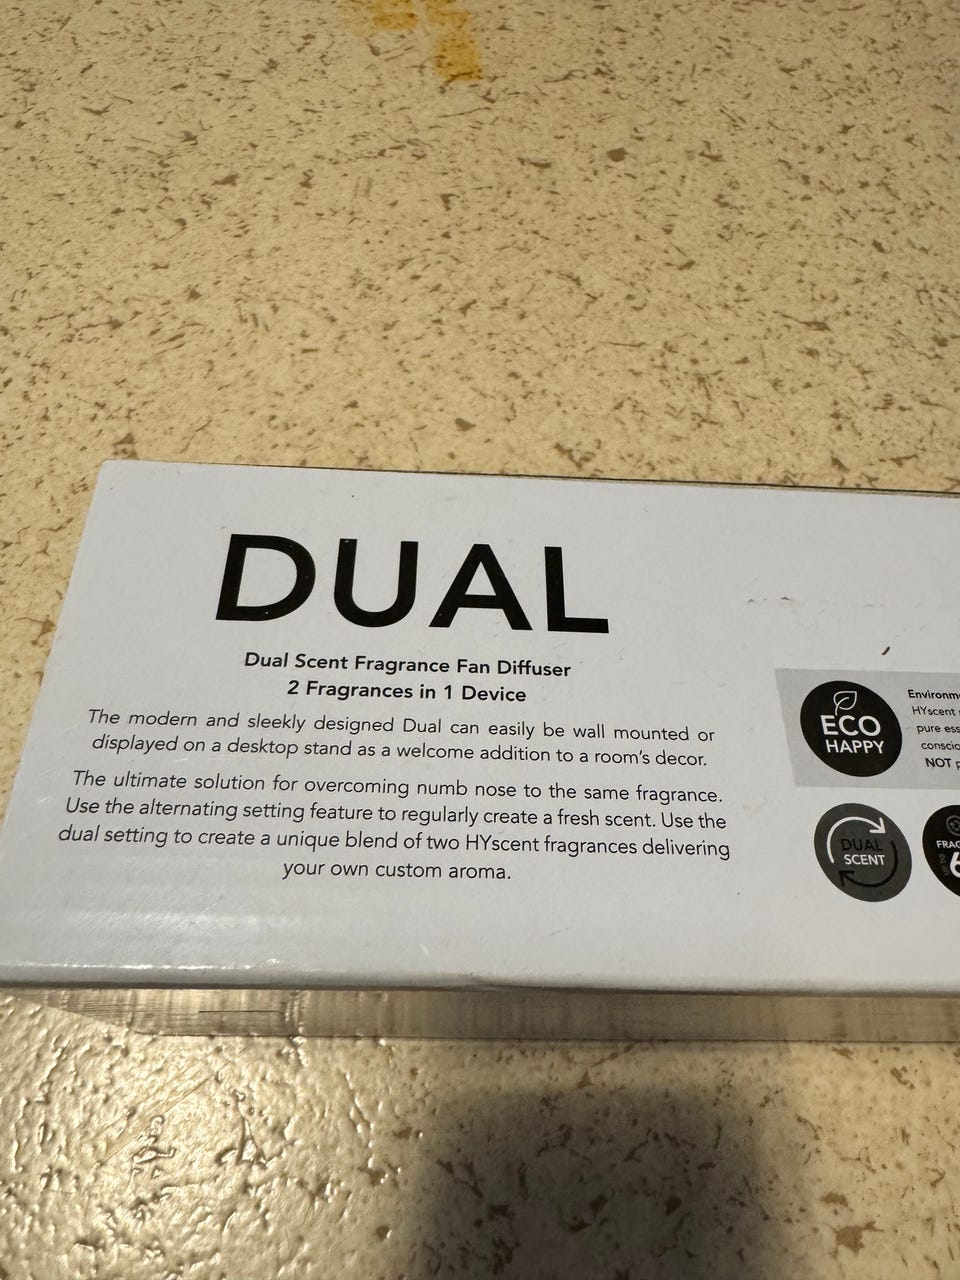 DUAL
Dual Scent Fragrance Fan Diffuser
2 Fragrances in 1 Device
The modern and sleekly designed Dual can easily be wall mounted or
displayed on a desktop stand as a welcome addition to a room's decor.
The ultimate solution for overcoming numb nose to the same fragrance.
Use the alternating setting feature to regularly create a fresh scent. Use the
dual setting to create a unique blend of two HYscent fragrances delivering
your own custom aroma.
ECO
HAPPY
HYscent
pure
NOT
DUAL
SCENT